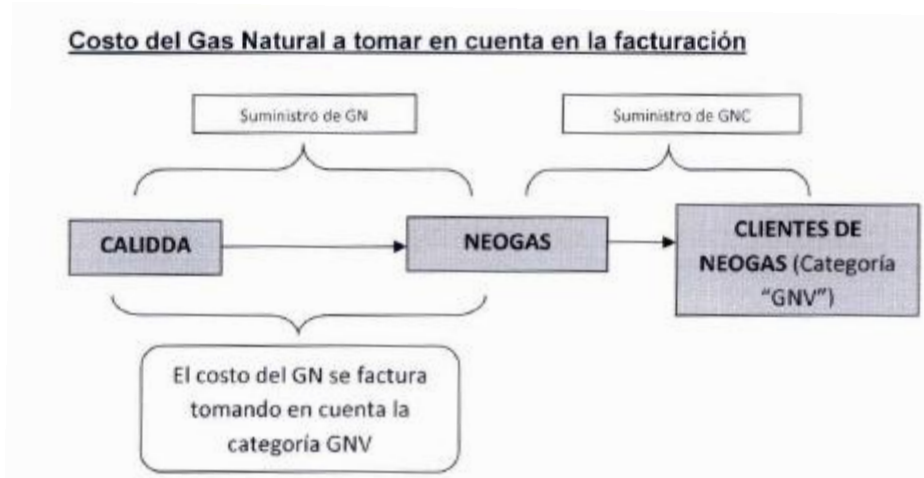 Costo del Gas Natural a tomar en cuenta en la facturación
Suministro de GN
Suministro de GNC
CALIDDA
NEOGAS
CLIENTES DE
NEOGAS (Categoría
“GNV”)
El costo del GN se factura
tomando en cuenta la
categoría GNV